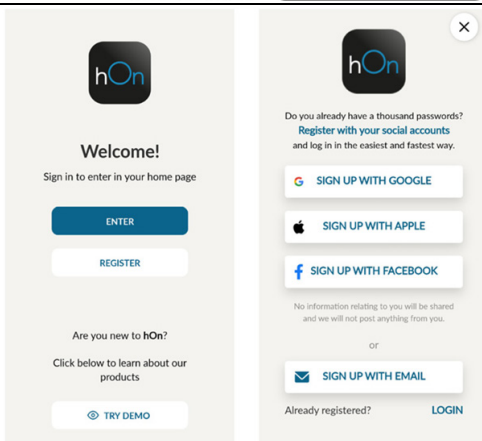 hOn
Welcome!
Sign in to enter in your home page
ENTER
REGISTER
Are you new to hOn?
Click below to learn about our
products
TRY DEMO
hOn
Do you already have a thousand passwords?
Register with your social accounts
and log in in the easiest and fastest way.
SIGN UP WITH GOOGLE
SIGN UP WITH APPLE
SIGN UP WITH FACEBOOK
No information relating to you will be shared
and we will not post anything from you.
or
SIGN UP WITH EMAIL
Already registered? LOGIN